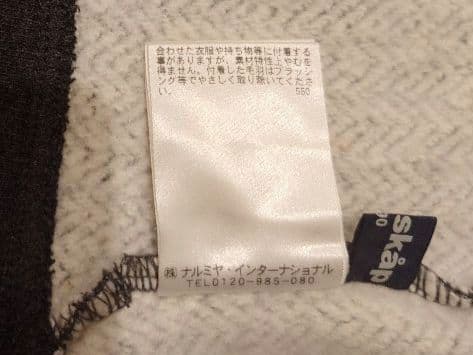 合わせた衣服や持ち物等に付着する
事がありますが、素材特性上やむを
得ません。付着した毛羽はブラッシ
ング等でやさしく取り除いてくださ
い。 550
㈱ ナルミヤ・インターナショナル
TEL0120-985-080
skåp
90